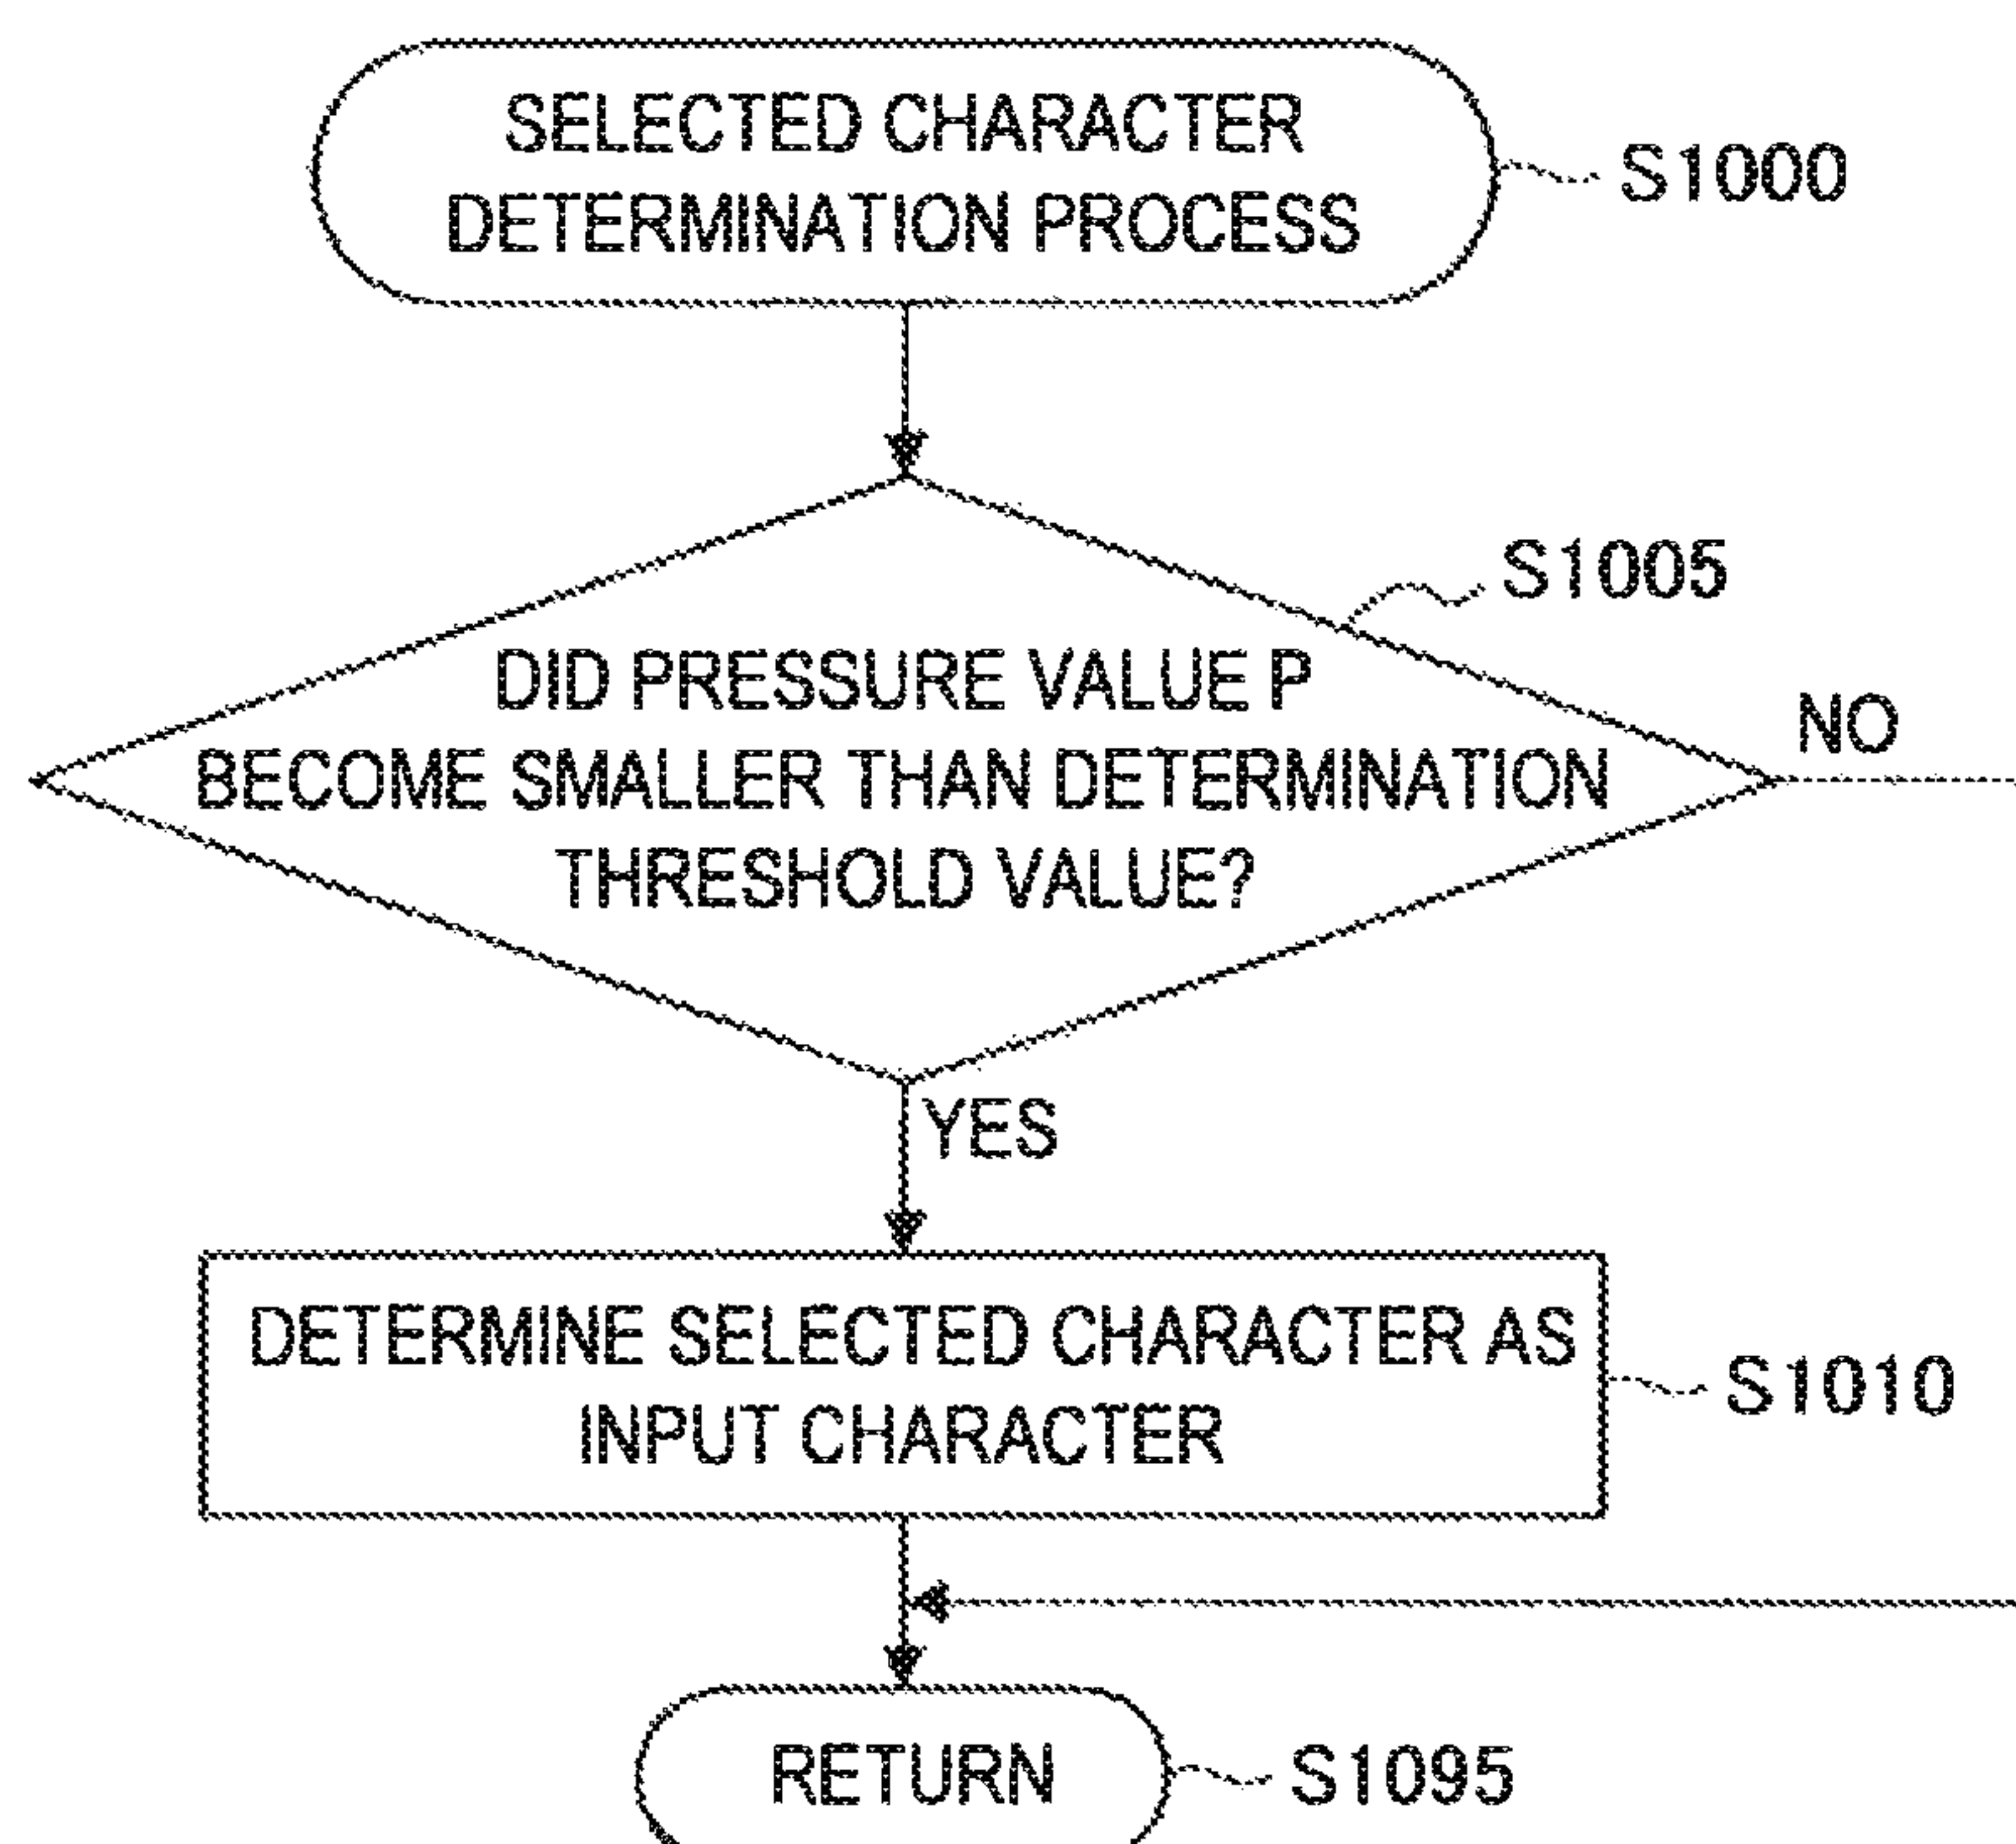 SELECTED CHARACTER
DETERMINATION PROCESS
S1000
S1005
DID PRESSURE VALUE P
BECOME SMALLER THAN DETERMINATION
THRESHOLD VALUE?
NO
YES
DETERMINE SELECTED CHARACTER AS
INPUT CHARACTER
S1010
RETURN
S1095